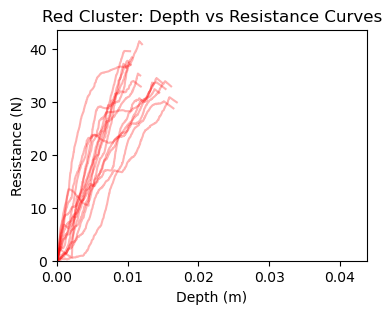 Red Cluster: Depth vs Resistance Curves
Resistance (N)
40
30
20
10
0
0.00 0.01 0.02 0.03 0.04
Depth (m)